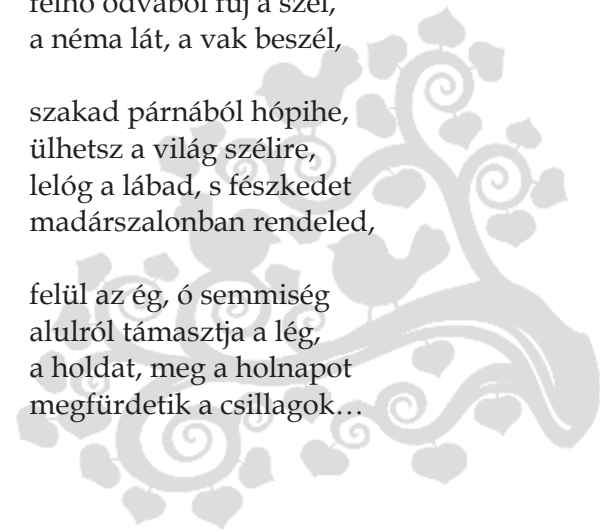 felhő odvából fúj a szél,
a néma lát, a vak beszél,
szakad párnából hópihe,
ülhetsz a világ szélire,
lelóg a lábad, s fészkedet
madárszalonban rendeled,
felül az ég, ó semmiség
alulról támasztja a lég,
a holdat, meg a holnapot
megfürdetik a csillagok…